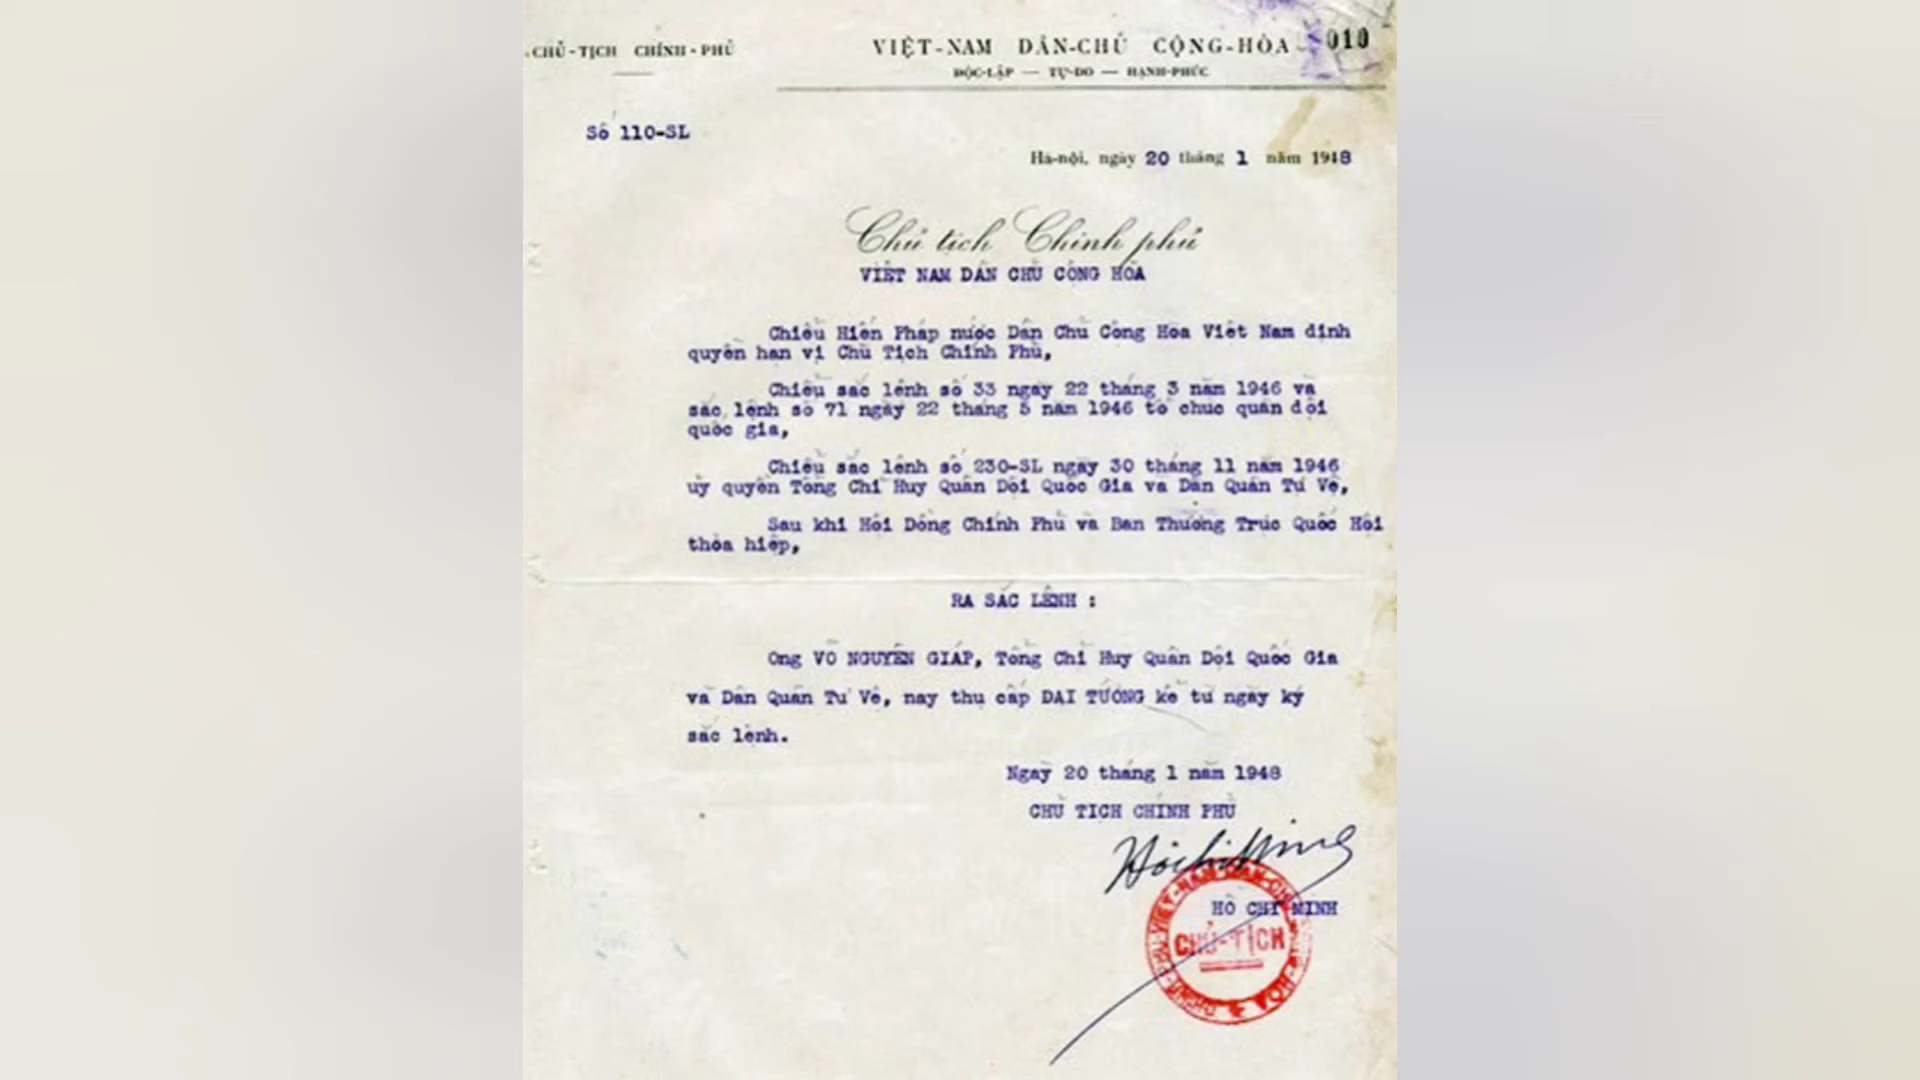 CHỦ-TỊCH CHÍNH-PHỦ
VIỆT-NAM DÂN-CHỦ CỘNG-HÒA
010
ĐỘC-LẬP — TỰ-DO — HẠNH-PHÚC
Số 110-SL
Hà-nội, ngày 20 tháng 1 năm 1948
Chủ tịch Chính phủ
VIỆT NAM DÂN CHỦ CỘNG HÒA
Chiểu Hiến Pháp nước Dân Chủ Cộng Hòa Việt Nam định
quyền hạn vị Chủ Tịch Chính Phủ,
Chiểu sắc lệnh số 33 ngày 22 tháng 3 năm 1946 và
sắc lệnh số 71 ngày 22 tháng 5 năm 1946 tổ chức quân đội
quốc gia,
Chiểu sắc lệnh số 230-SL ngày 30 tháng 11 năm 1946
ủy quyền Tổng Chỉ Huy Quân Đội Quốc Gia và Dân Quân Tự Vệ,
Sau khi Hội Đồng Chính Phủ và Ban Thường Trực Quốc Hội
thỏa hiệp,
RA SẮC LỆNH :
Ong VÕ NGUYÊN GIÁP, Tổng Chỉ Huy Quân Đội Quốc Gia
và Dân Quân Tự Vệ, nay thụ cấp ĐẠI TƯỚNG kể từ ngày ký
sắc lệnh.
Ngày 20 tháng 1 năm 1948
CHỦ TỊCH CHÍNH PHỦ
Hồ Chí Minh
HỒ CHÍ MINH
CHỦ-TỊCH